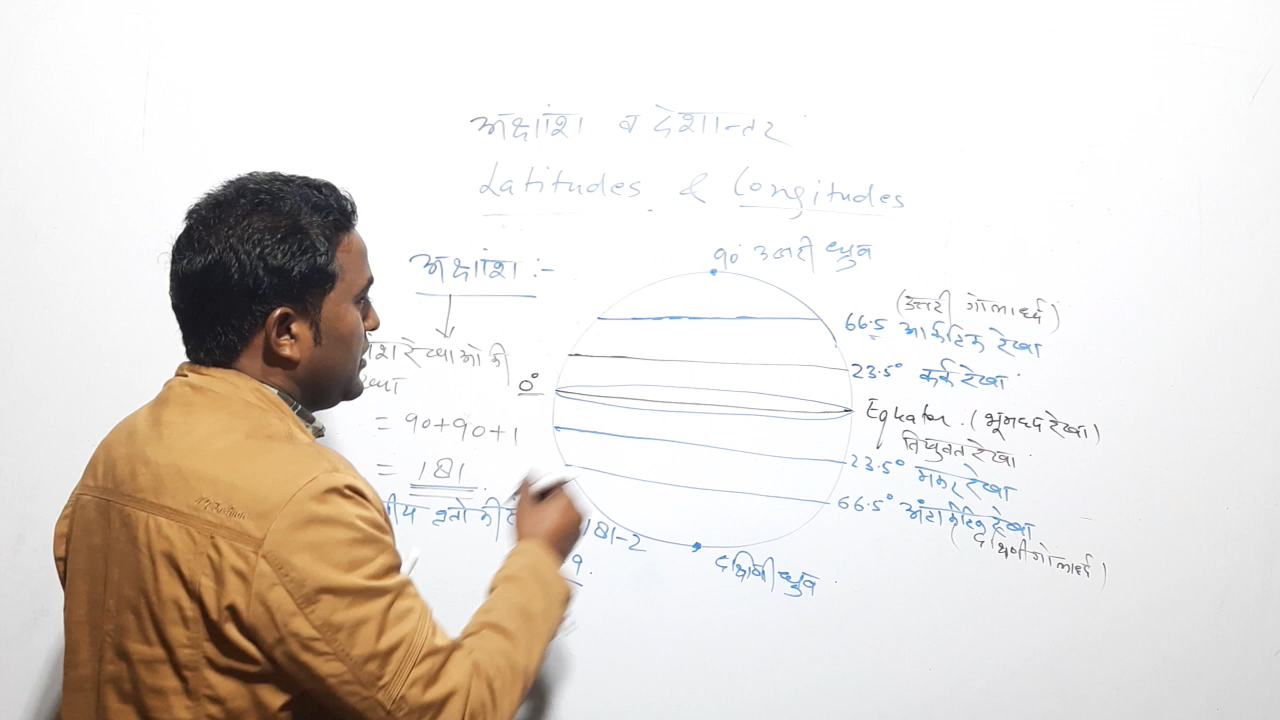 अक्षांश व देशान्तर
Latitudes & Longitudes
अक्षांश :-
90° उत्तरी ध्रुव
(उत्तरी गोलार्ध)
66.5 आर्कटिक रेखा
23.5° कर्क रेखा
0°
Equator. (भूमध्य रेखा)
विषुवत रेखा
23.5° मकर रेखा
66.5° अंटार्कटिक रेखा
(दक्षिणी गोलार्ध)
दक्षिणी ध्रुव
रेखाओ की
= 90+90+1
= 181.
वृतो की
181-2
9.